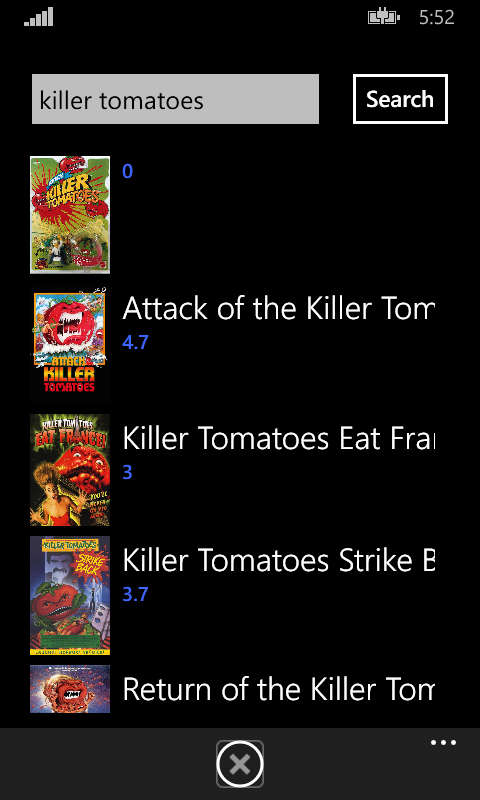 5:52
killer tomatoes
Search
KILLER
TOMATOES
0
Attack of the Killer Tom
4.7
ATTACK
KILLER
TOMATOES
Killer Tomatoes Eat Fra
3
KILLER TOMATOES
EAT FRANCE!
Killer Tomatoes Strike B
3.7
KILLER TOMATOES
STRIKE
BACK
Return of the Killer Tom